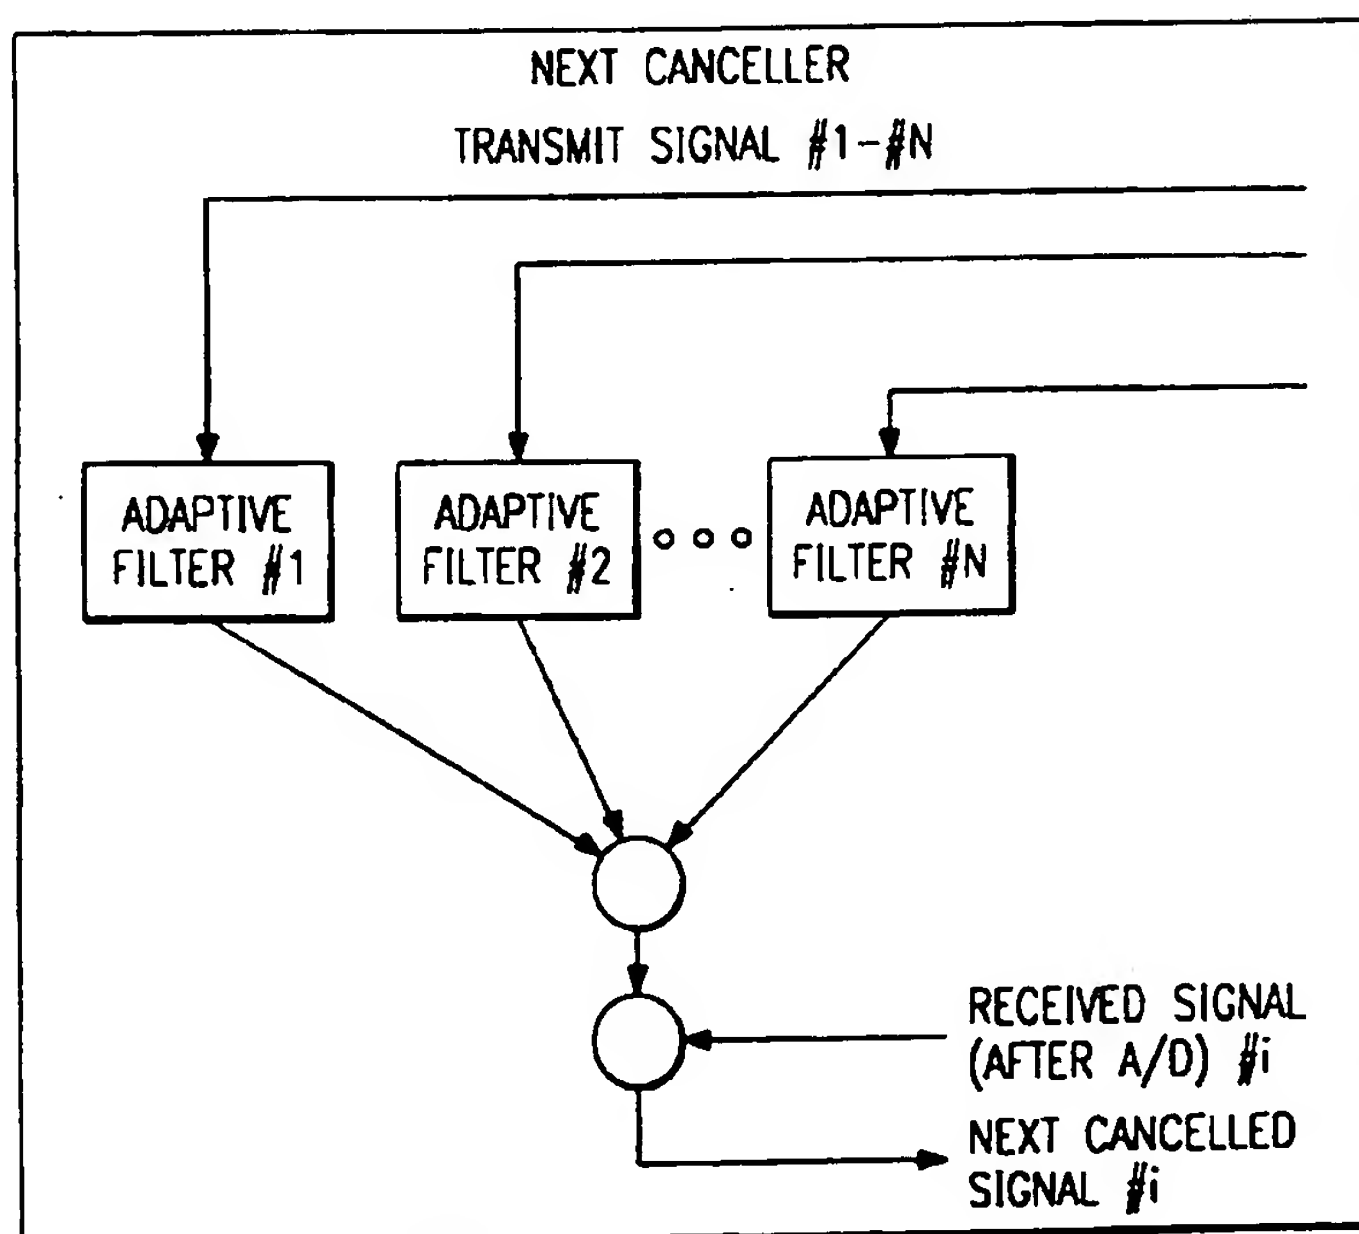 NEXT CANCELLER
TRANSMIT SIGNAL #1-#N
ADAPTIVE
FILTER #1
ADAPTIVE
FILTER #2
ADAPTIVE
FILTER #N
RECEIVED SIGNAL
(AFTER A/D) #i
NEXT CANCELLED
SIGNAL #i